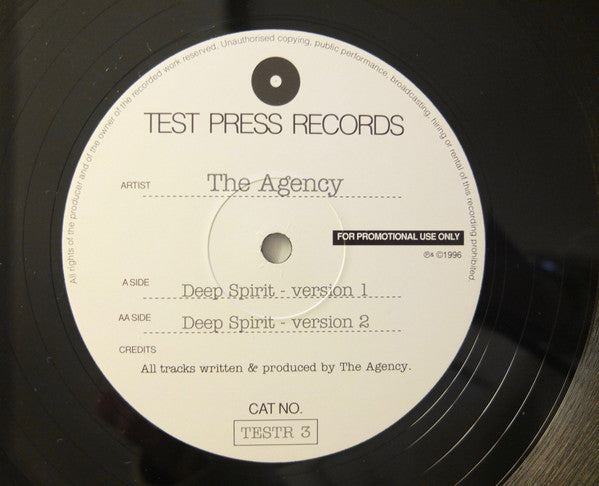 All rights of the producer and of the owner of the recorded work reserved. Unauthorised copying, public performance, broadcasting, hiring or rental of this recording prohibited
TEST PRESS RECORDS
ARTIST The Agency
FOR PROMOTIONAL USE ONLY
℗& ©1996
A SIDE Deep Spirit - version 1
AA SIDE Deep Spirit - version 2
CREDITS
All tracks written & produced by The Agency.
CAT NO.
TESTR 3